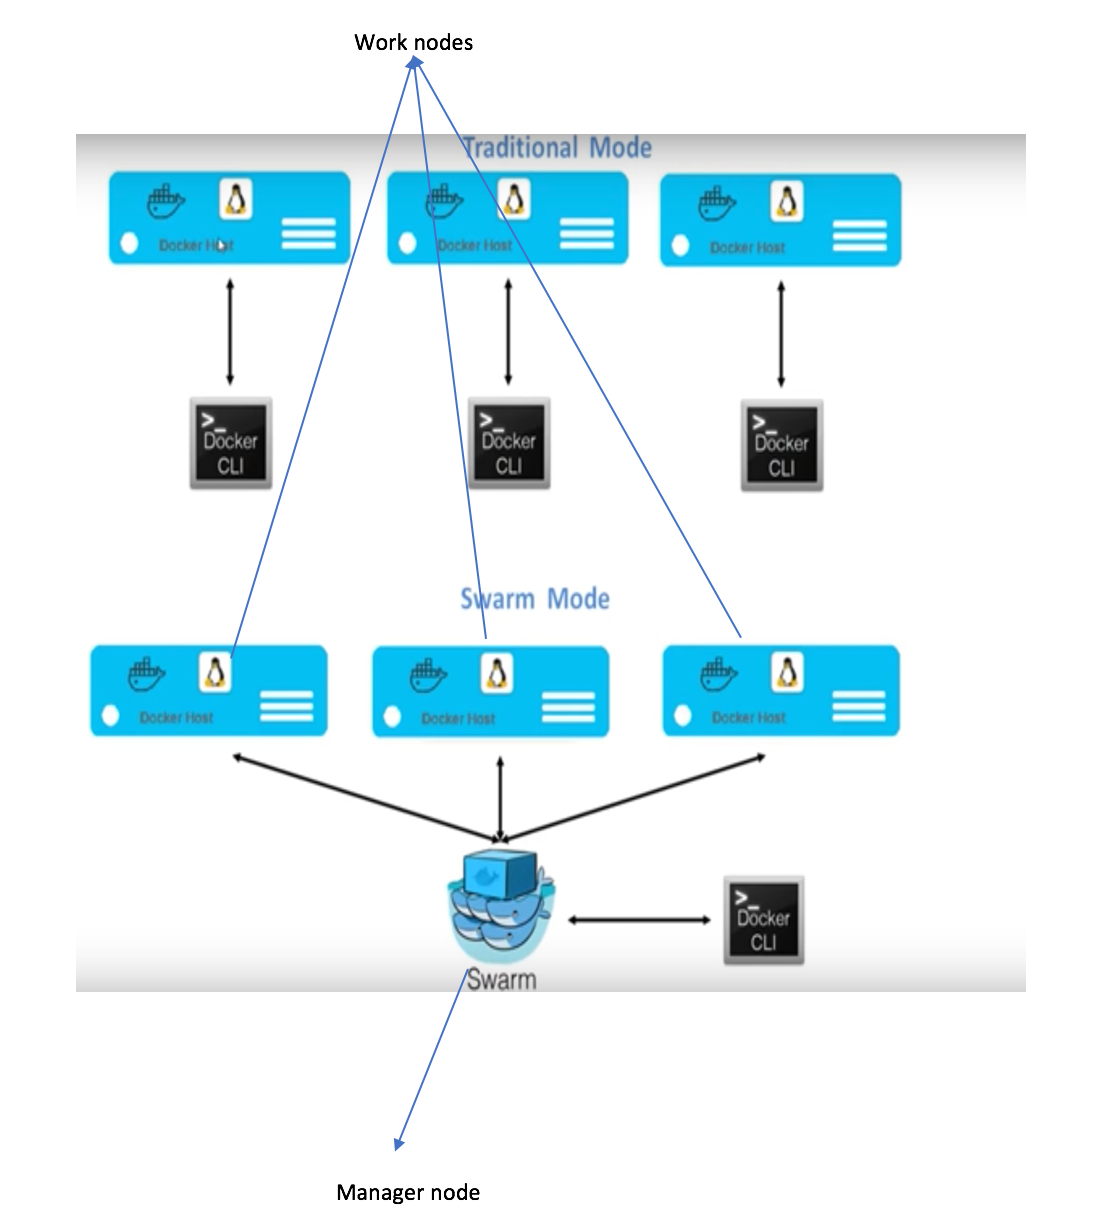 Work nodes
Traditional Mode
Docker Host
Docker Host
Docker Host
>_
Docker
CLI
>_
Docker
CLI
>_
Docker
CLI
Swarm Mode
Docker Host
Docker Host
Docker Host
>_
Docker
CLI
Swarm
Manager node